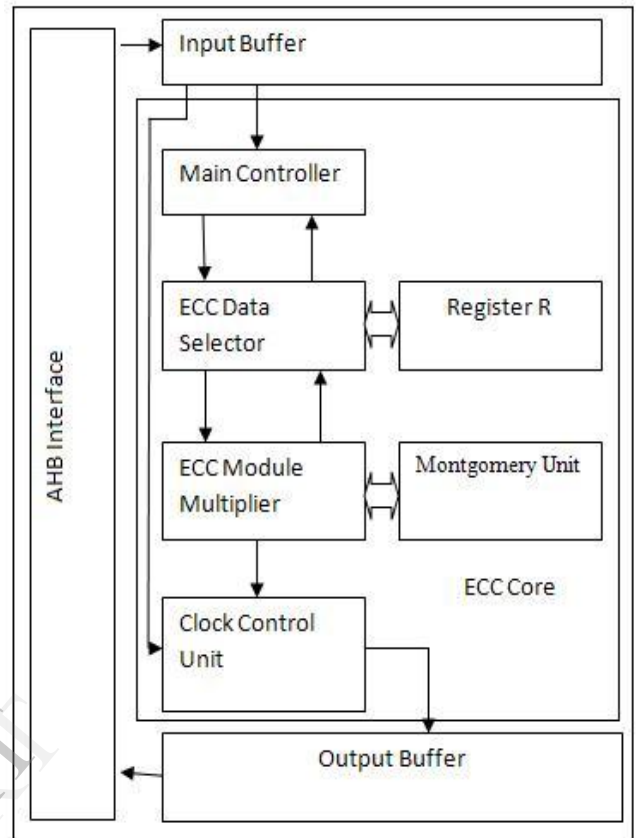 Input Buffer
Main Controller
ECC Data
Selector
Register R
AHB Interface
ECC Module
Multiplier
Montgomery Unit
ECC Core
Clock Control
Unit
Output Buffer